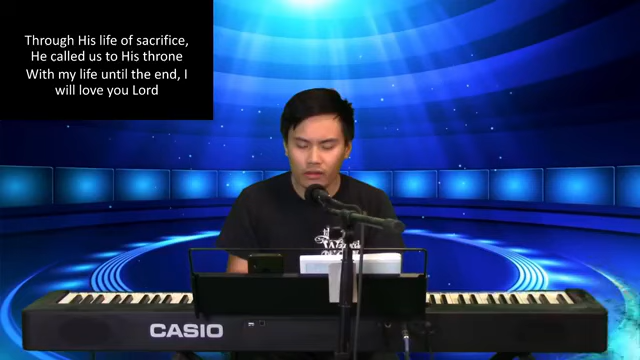 Through His life of sacrifice,
He called us to His throne
With my life until the end, I
will love you Lord
CASIO